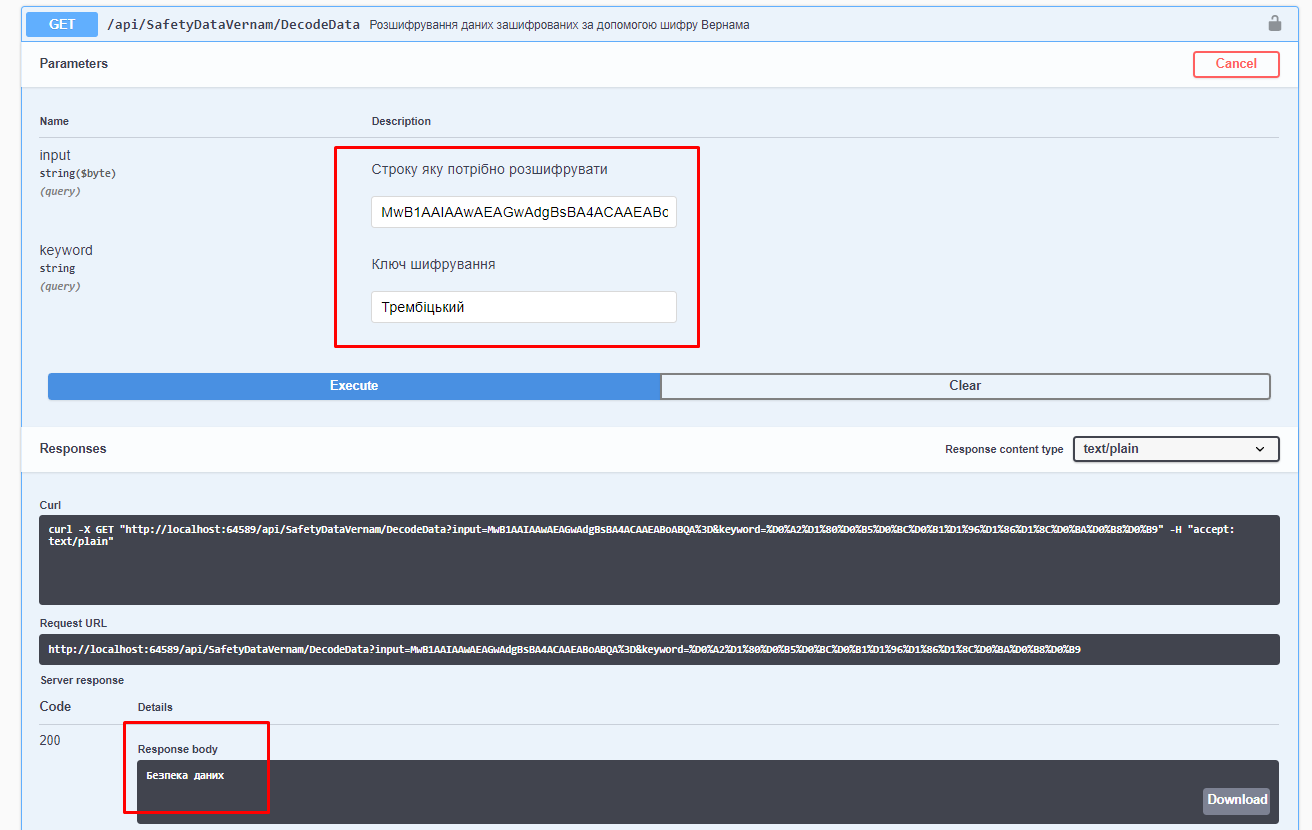 GET /api/SafetyDataVernam/DecodeData Розшифрування даних зашифрованих за допомогою шифру Вернама
Parameters
Cancel
Name Description
input
string($byte)
(query)
Строку яку потрібно розшифрувати
MwB1AAIAAwAEAGwAdgBsBA4ACAAEABc
keyword
string
(query)
Ключ шифрування
Трембіцький
Execute Clear
Responses
Response content type text/plain
Curl
curl -X GET "http://localhost:64589/api/SafetyDataVernam/DecodeData?input=MwB1AAIAAwAEAGwAdgBsBA4ACAAEABoABQA%3D&keyword=%D0%A2%D1%80%D0%B5%D0%BC%D0%B1%D1%96%D1%86%D1%8C%D0%BA%D0%B8%D0%B9" -H "accept:
text/plain"
Request URL
http://localhost:64589/api/SafetyDataVernam/DecodeData?input=MwB1AAIAAwAEAGwAdgBsBA4ACAAEABoABQA%3D&keyword=%D0%A2%D1%80%D0%B5%D0%BC%D0%B1%D1%96%D1%86%D1%8C%D0%BA%D0%B8%D0%B9
Server response
Code Details
200
Response body
Безпека даних
Download